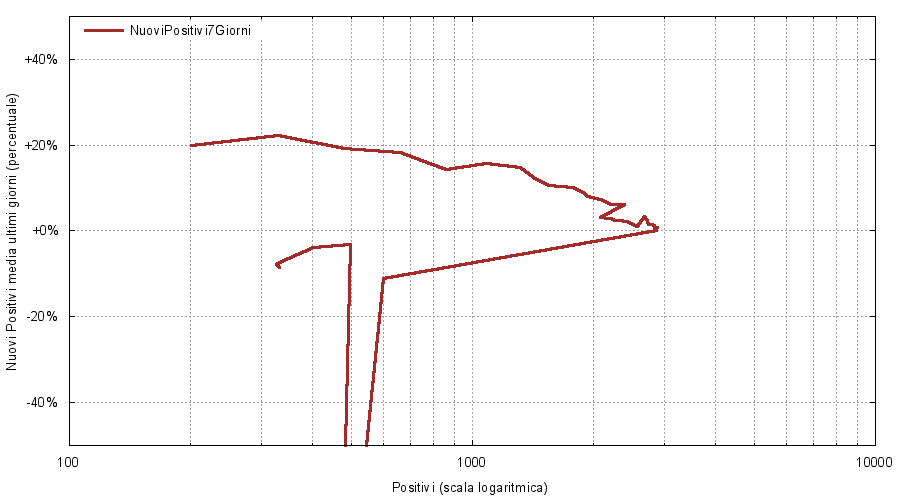 NuoviPositivi7Giorni
+40%
+20%
+0%
-20%
-40%
Nuovi Positivi media ultimi giorni (percentuale)
100
1000
10000
Positivi (scala logaritmica)